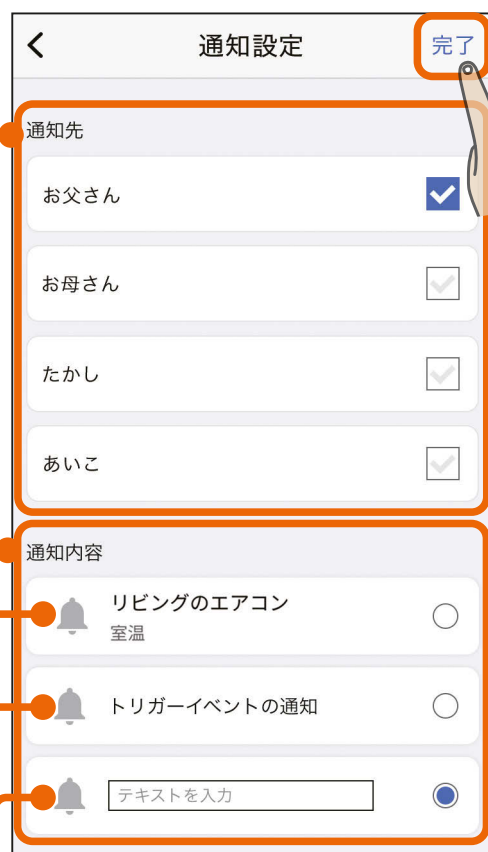 通知設定
完了
通知先
お父さん
お母さん
たかし
あいこ
通知内容
リビングのエアコン
室温
トリガーイベントの通知
テキストを入力